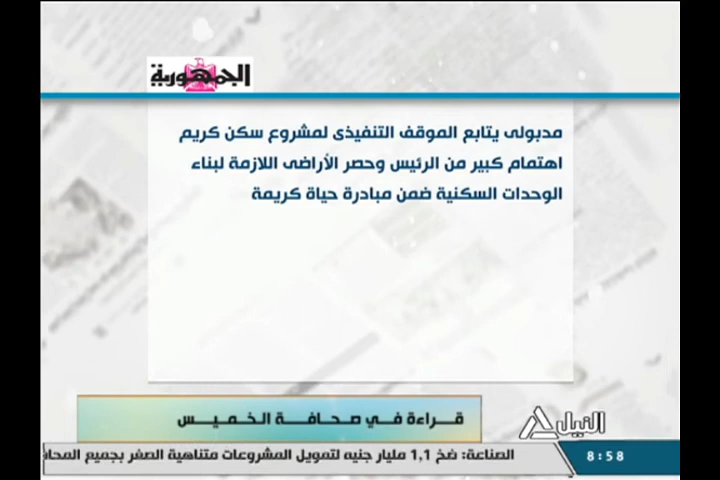 الجمهورية
مدبولى يتابع الموقف التنفيذى لمشروع سكن كريم
اهتمام كبير من الرئيس وحصر الأراضى اللازمة لبناء
الوحدات السكنية ضمن مبادرة حياة كريمة
قراءة في صحافة الخميس
النيل
الصناعة: ضخ 1,1 مليار جنيه لتمويل المشروعات متناهية الصغر بجميع المحا
8:58